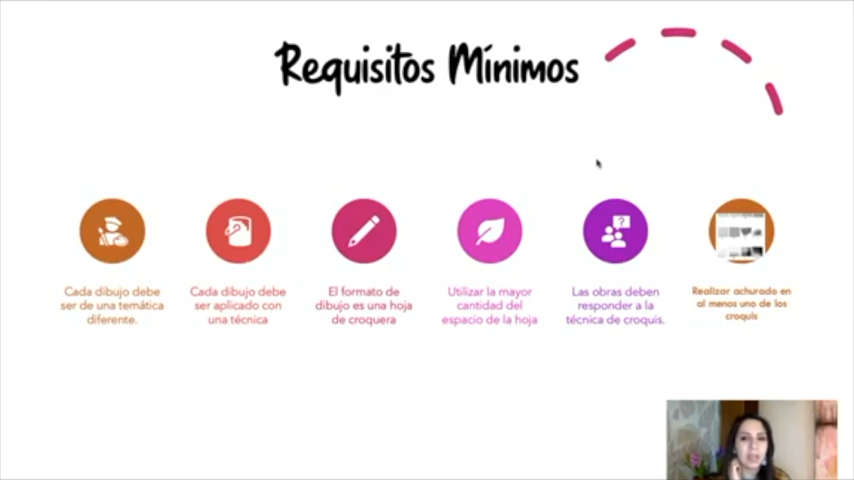 Requisitos Mínimos
Cada dibujo debe
ser de una temática
diferente.
Cada dibujo debe
ser aplicado con
una técnica
El formato de
dibujo es una hoja
de croquera
Utilizar la mayor
cantidad del
espacio de la hoja
Las obras deben
responder a la
técnica de croquis.
Realizar achurado en
al menos uno de los
croquis